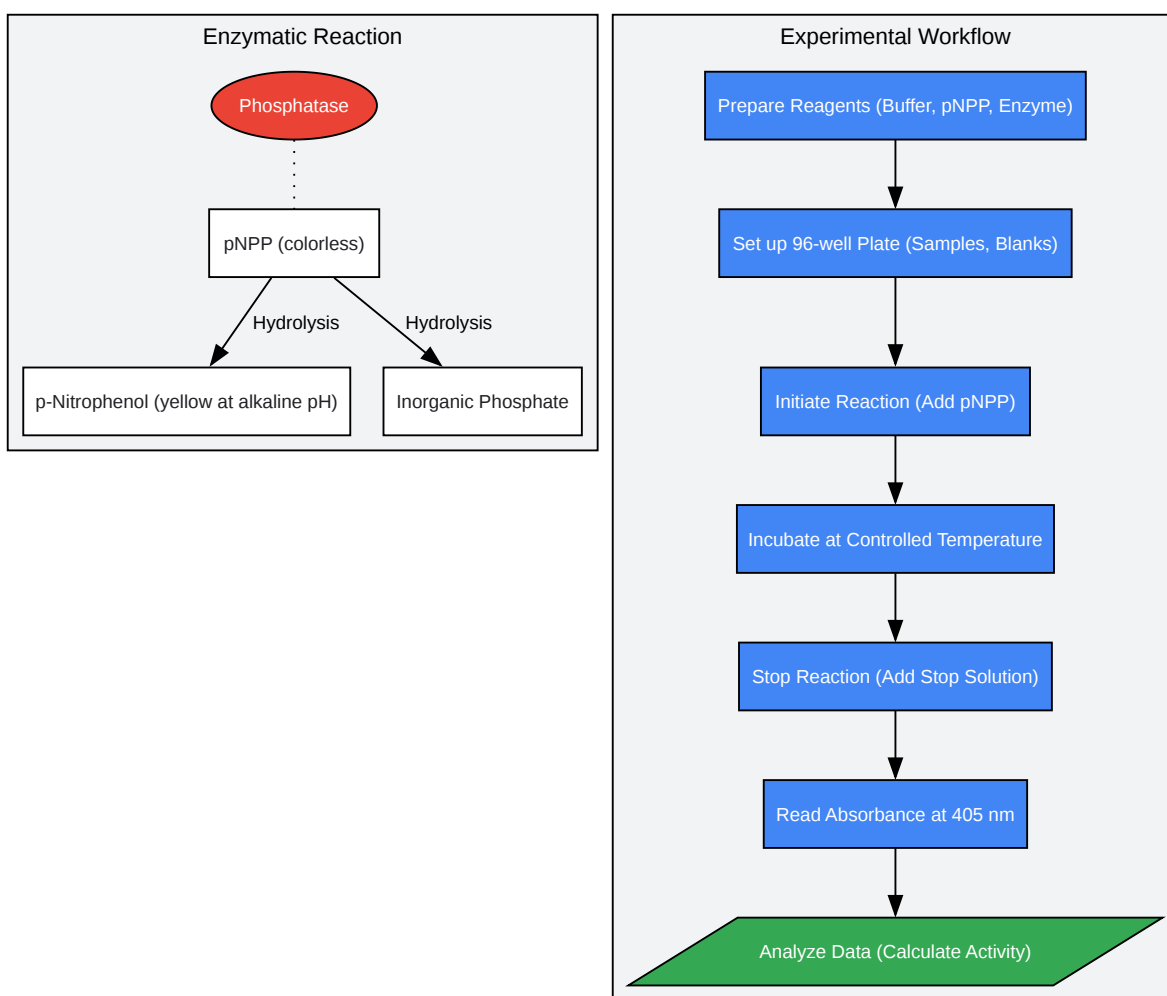 Enzymatic Reaction
Phosphatase
pNPP (colorless)
Hydrolysis
Hydrolysis
p-Nitrophenol (yellow at alkaline pH)
Inorganic Phosphate
Experimental Workflow
Prepare Reagents (Buffer, pNPP, Enzyme)
Set up 96-well Plate (Samples, Blanks)
Initiate Reaction (Add pNPP)
Incubate at Controlled Temperature
Stop Reaction (Add Stop Solution)
Read Absorbance at 405 nm
Analyze Data (Calculate Activity)